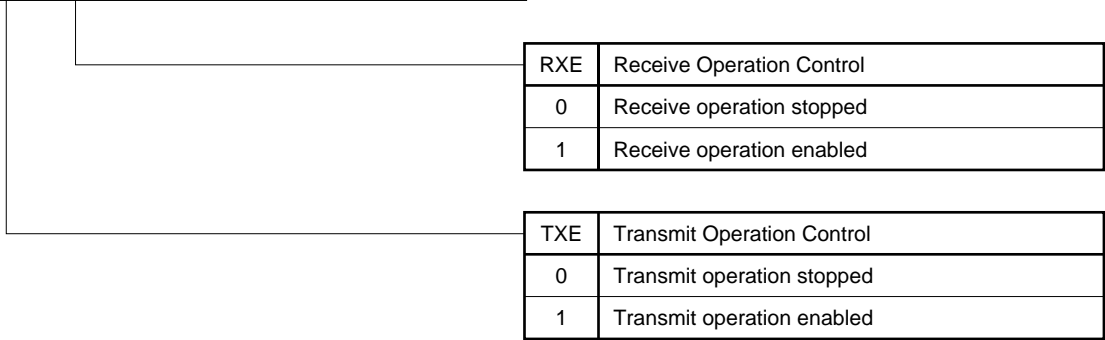 RXE Receive Operation Control
0 Receive operation stopped
1 Receive operation enabled
TXE Transmit Operation Control
0 Transmit operation stopped
1 Transmit operation enabled